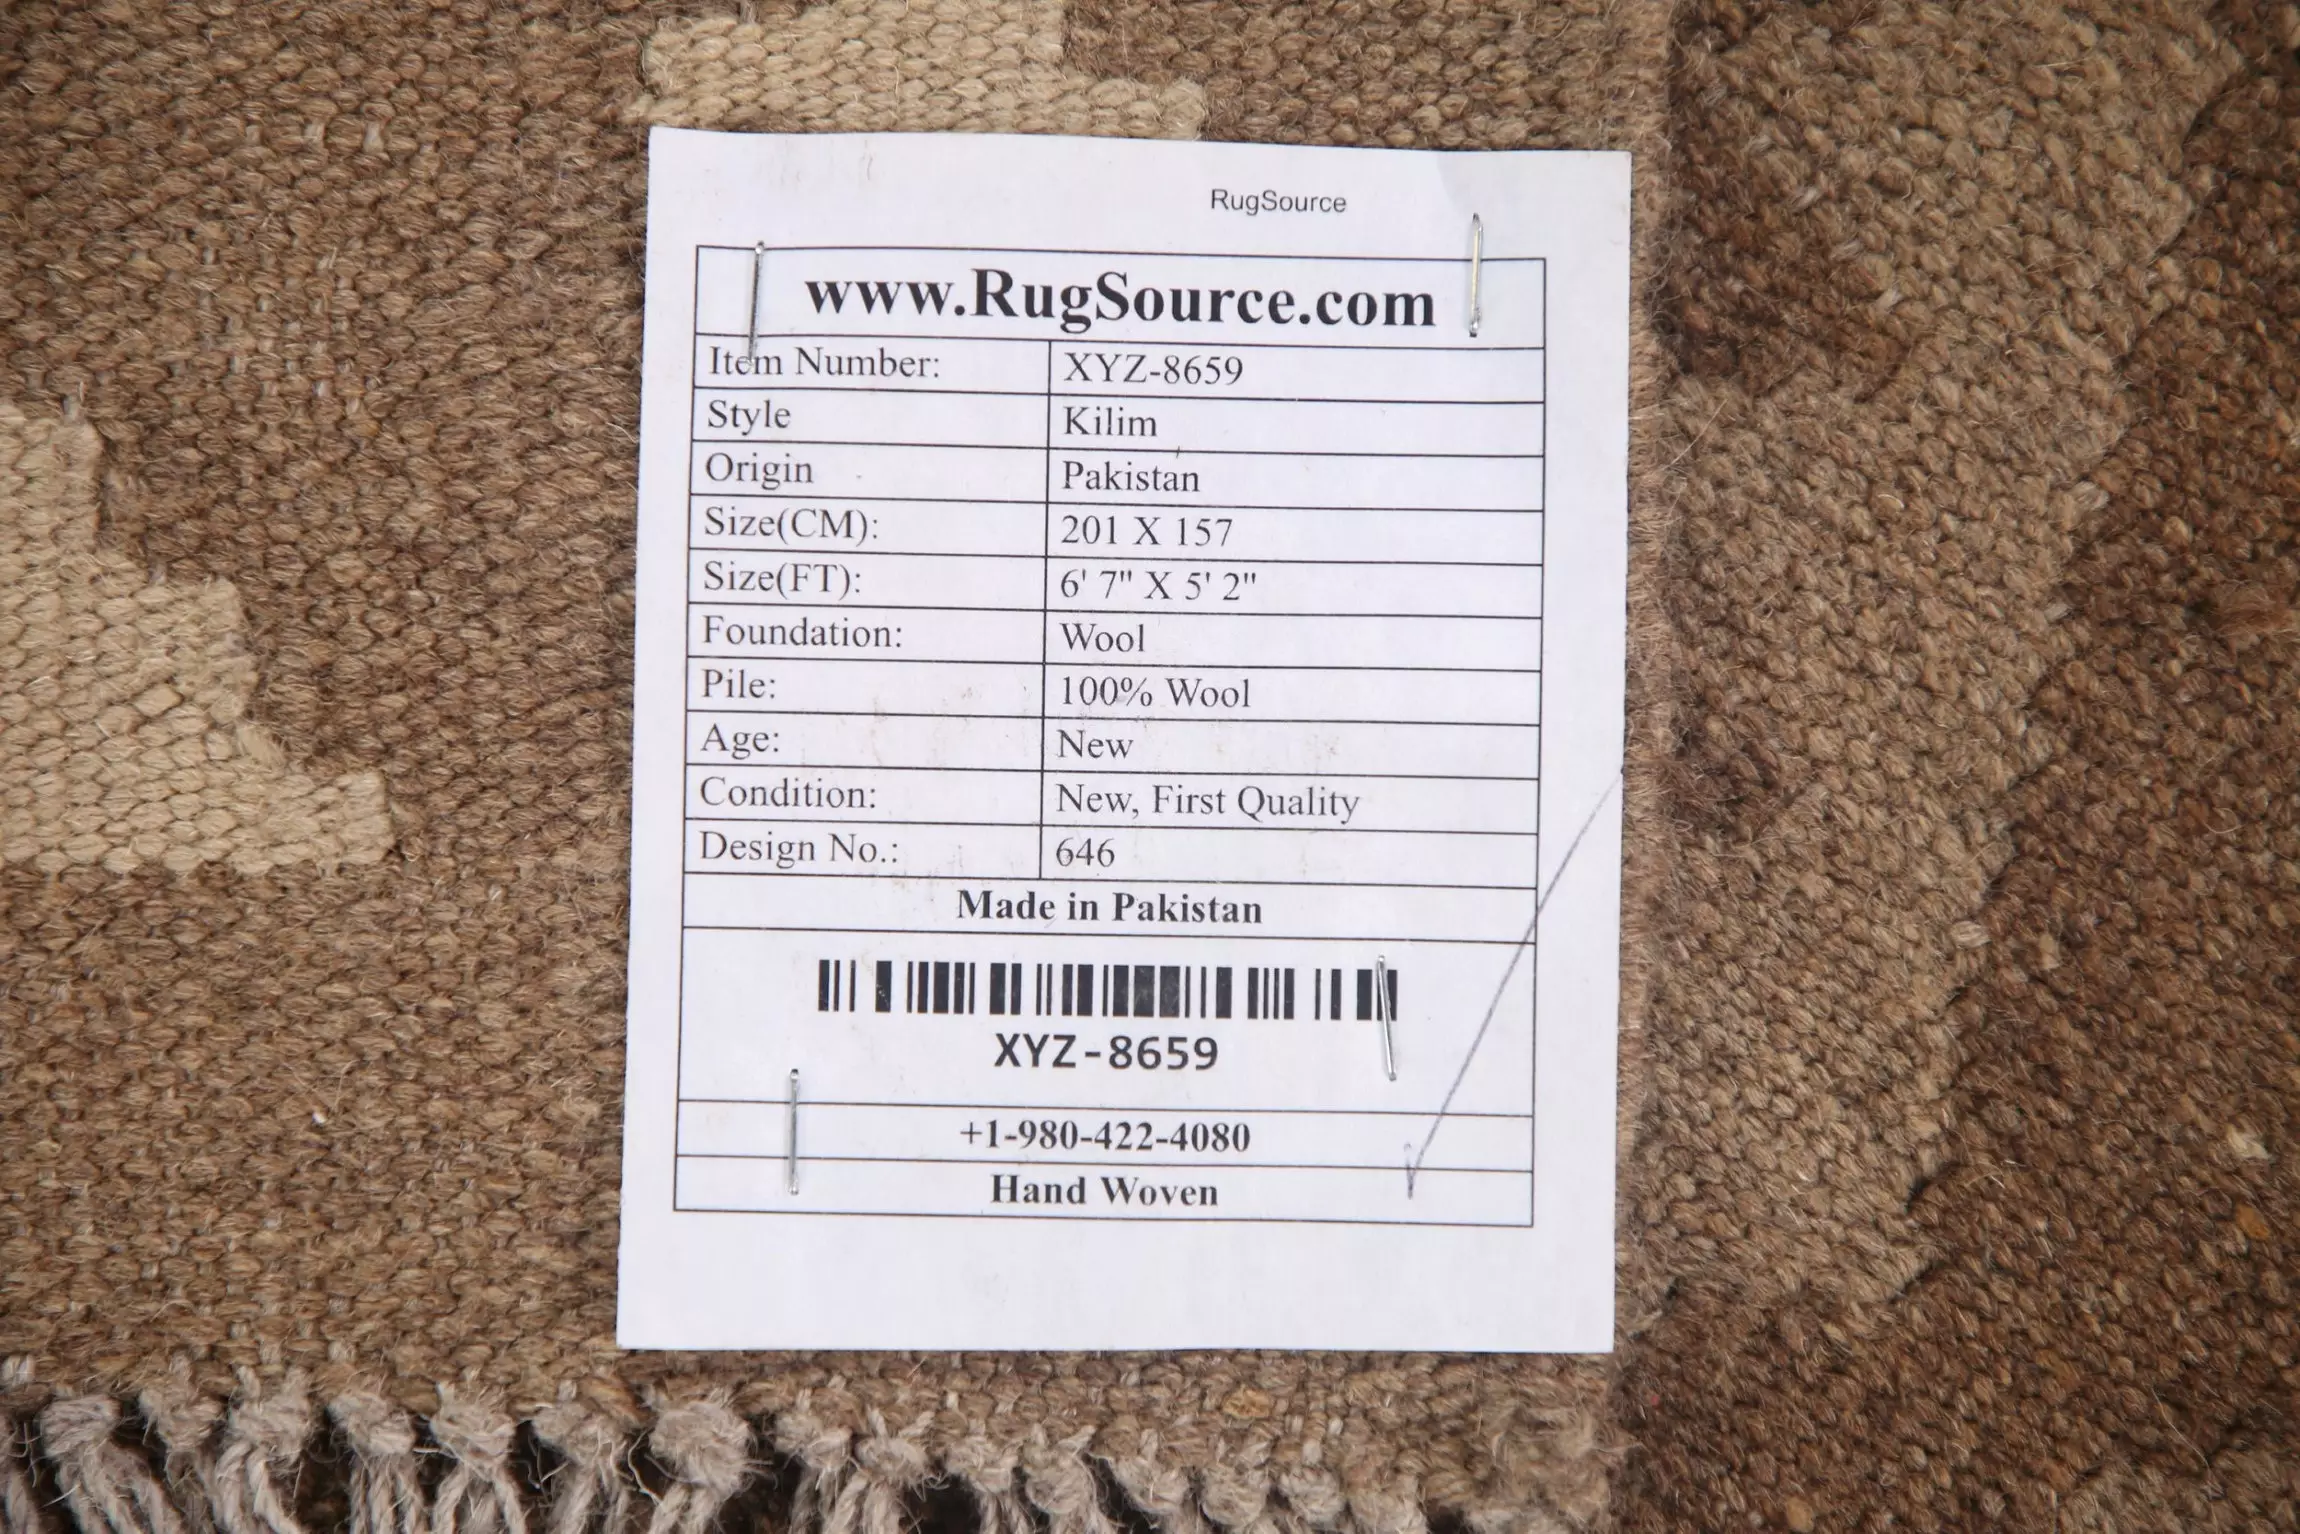 RugSource
www.RugSource.com
Item Number: XYZ-8659
Style Kilim
Origin Pakistan
Size(CM): 201 X 157
Size(FT): 6' 7" X 5' 2"
Foundation: Wool
Pile: 100% Wool
Age: New
Condition: New, First Quality
Design No.: 646
Made in Pakistan
XYZ-8659
+1-980-422-4080
Hand Woven